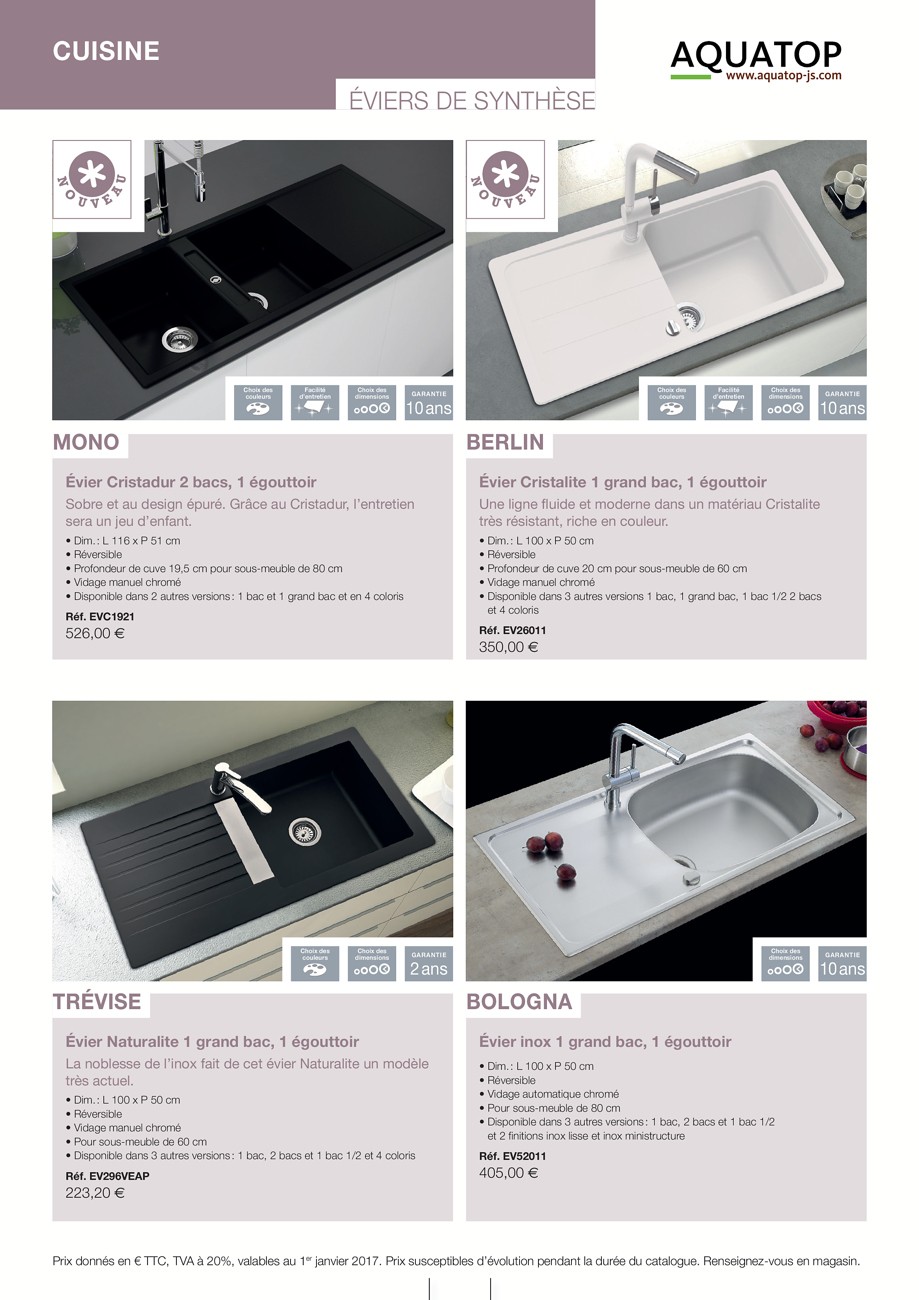 CUISINE
AQUATOP
www.aquatop-js.com
ÉVIERS DE SYNTHÈSE
NOUVEAU
Choix des
couleurs
Facilité
d'entretien
Choix des
dimensions
GARANTIE
10 ans
NOUVEAU
Choix des
couleurs
Facilité
d'entretien
Choix des
dimensions
GARANTIE
10 ans
MONO
Évier Cristadur 2 bacs, 1 égouttoir
Sobre et au design épuré. Grâce au Cristadur, l'entretien
sera un jeu d'enfant.
• Dim. : L 116 x P 51 cm
• Réversible
• Profondeur de cuve 19,5 cm pour sous-meuble de 80 cm
• Vidage manuel chromé
• Disponible dans 2 autres versions : 1 bac et 1 grand bac et en 4 coloris
Réf. EVC1921
526,00 €
BERLIN
Évier Cristalite 1 grand bac, 1 égouttoir
Une ligne fluide et moderne dans un matériau Cristalite
très résistant, riche en couleur.
• Dim. : L 100 x P 50 cm
• Réversible
• Profondeur de cuve 20 cm pour sous-meuble de 60 cm
• Vidage manuel chromé
• Disponible dans 3 autres versions 1 bac, 1 grand bac, 1 bac 1/2 2 bacs
et 4 coloris
Réf. EV26011
350,00 €
Choix des
couleurs
Choix des
dimensions
GARANTIE
2 ans
Choix des
dimensions
GARANTIE
10 ans
TRÉVISE
Évier Naturalite 1 grand bac, 1 égouttoir
La noblesse de l'inox fait de cet évier Naturalite un modèle
très actuel.
• Dim. : L 100 x P 50 cm
• Réversible
• Vidage manuel chromé
• Pour sous-meuble de 60 cm
• Disponible dans 3 autres versions : 1 bac, 2 bacs et 1 bac 1/2 et 4 coloris
Réf. EV296VEAP
223,20 €
BOLOGNA
Évier inox 1 grand bac, 1 égouttoir
• Dim. : L 100 x P 50 cm
• Réversible
• Vidage automatique chromé
• Pour sous-meuble de 80 cm
• Disponible dans 3 autres versions : 1 bac, 2 bacs et 1 bac 1/2
et 2 finitions inox lisse et inox ministructure
Réf. EV52011
405,00 €
Prix donnés en € TTC, TVA à 20%, valables au 1er janvier 2017. Prix susceptibles d'évolution pendant la durée du catalogue. Renseignez-vous en magasin.